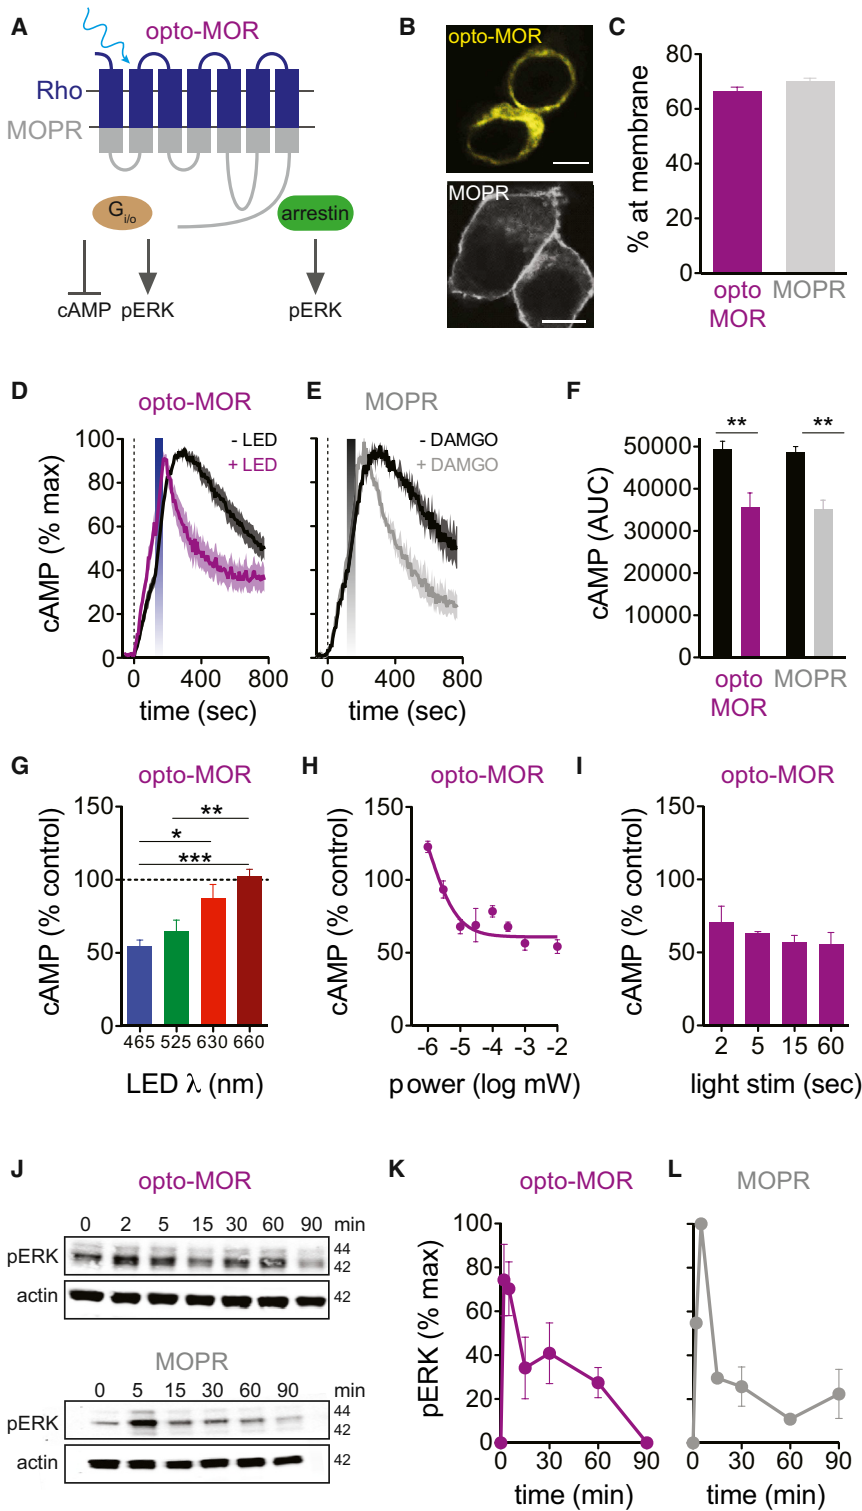 A
opto-MOR
Rho
MOPR
Gi/o
arrestin
cAMP pERK
pERK
B
opto-MOR
MOPR
C
% at membrane
80
60
40
20
0
opto
MOR
MOPR
D
opto-MOR
- LED
+ LED
cAMP (% max)
100
80
60
40
20
0
0 400 800
time (sec)
E
MOPR
- DAMGO
+ DAMGO
0 400 800
time (sec)
F
** **
cAMP (AUC)
50000
40000
30000
20000
10000
0
opto
MOR
MOPR
G
opto-MOR
**
*
***
cAMP (% control)
150
100
50
0
465 525 630 660
LED λ (nm)
H
opto-MOR
cAMP (% control)
150
100
50
0
-6 -5 -4 -3 -2
power (log mW)
I
opto-MOR
cAMP (% control)
150
100
50
0
2 5 15 60
light stim (sec)
J
opto-MOR
0 2 5 15 30 60 90 min
pERK
44
42
actin
42
MOPR
0 5 15 30 60 90 min
pERK
44
42
actin
42
K
opto-MOR
pERK (% max)
100
80
60
40
20
0
0 30 60 90
time (min)
L
MOPR
0 30 60 90
time (min)